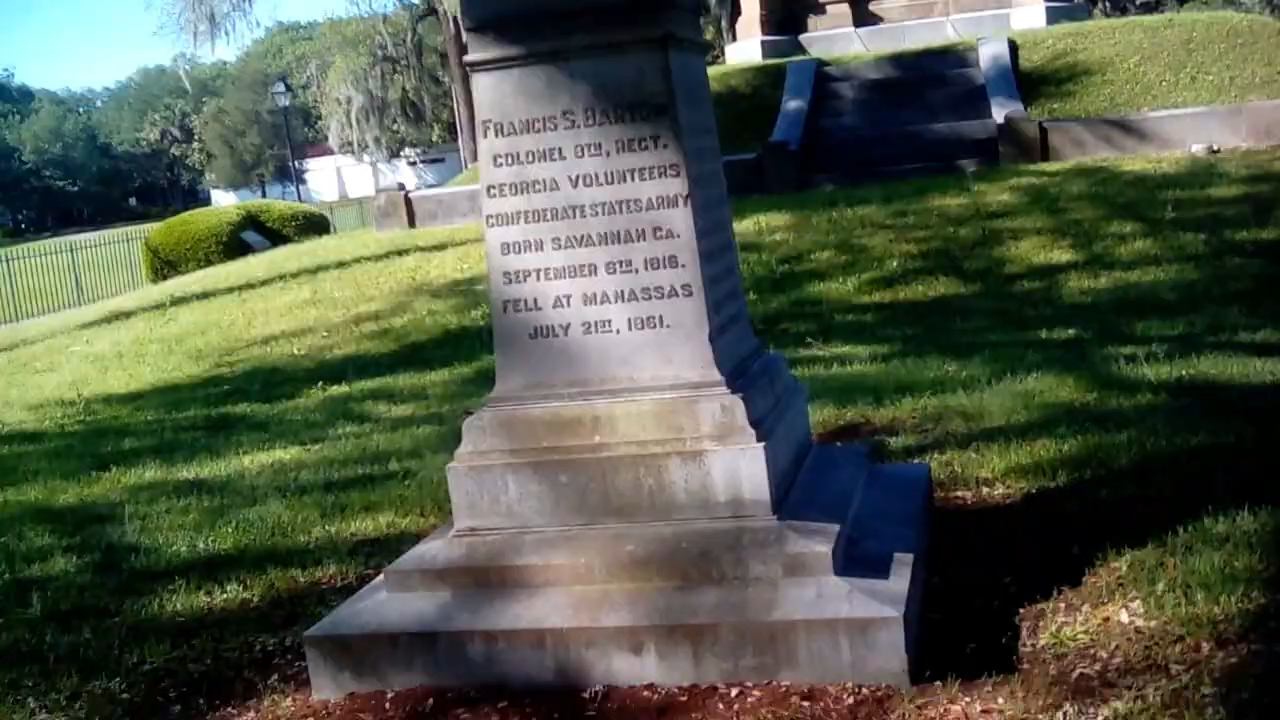 FRANCIS S. BARTOW
COLONEL 8TH, REGT.
GEORGIA VOLUNTEERS
CONFEDERATE STATES ARMY
BORN SAVANNAH GA.
SEPTEMBER 6TH, 1816.
FELL AT MANASSAS
JULY 21ST, 1861.